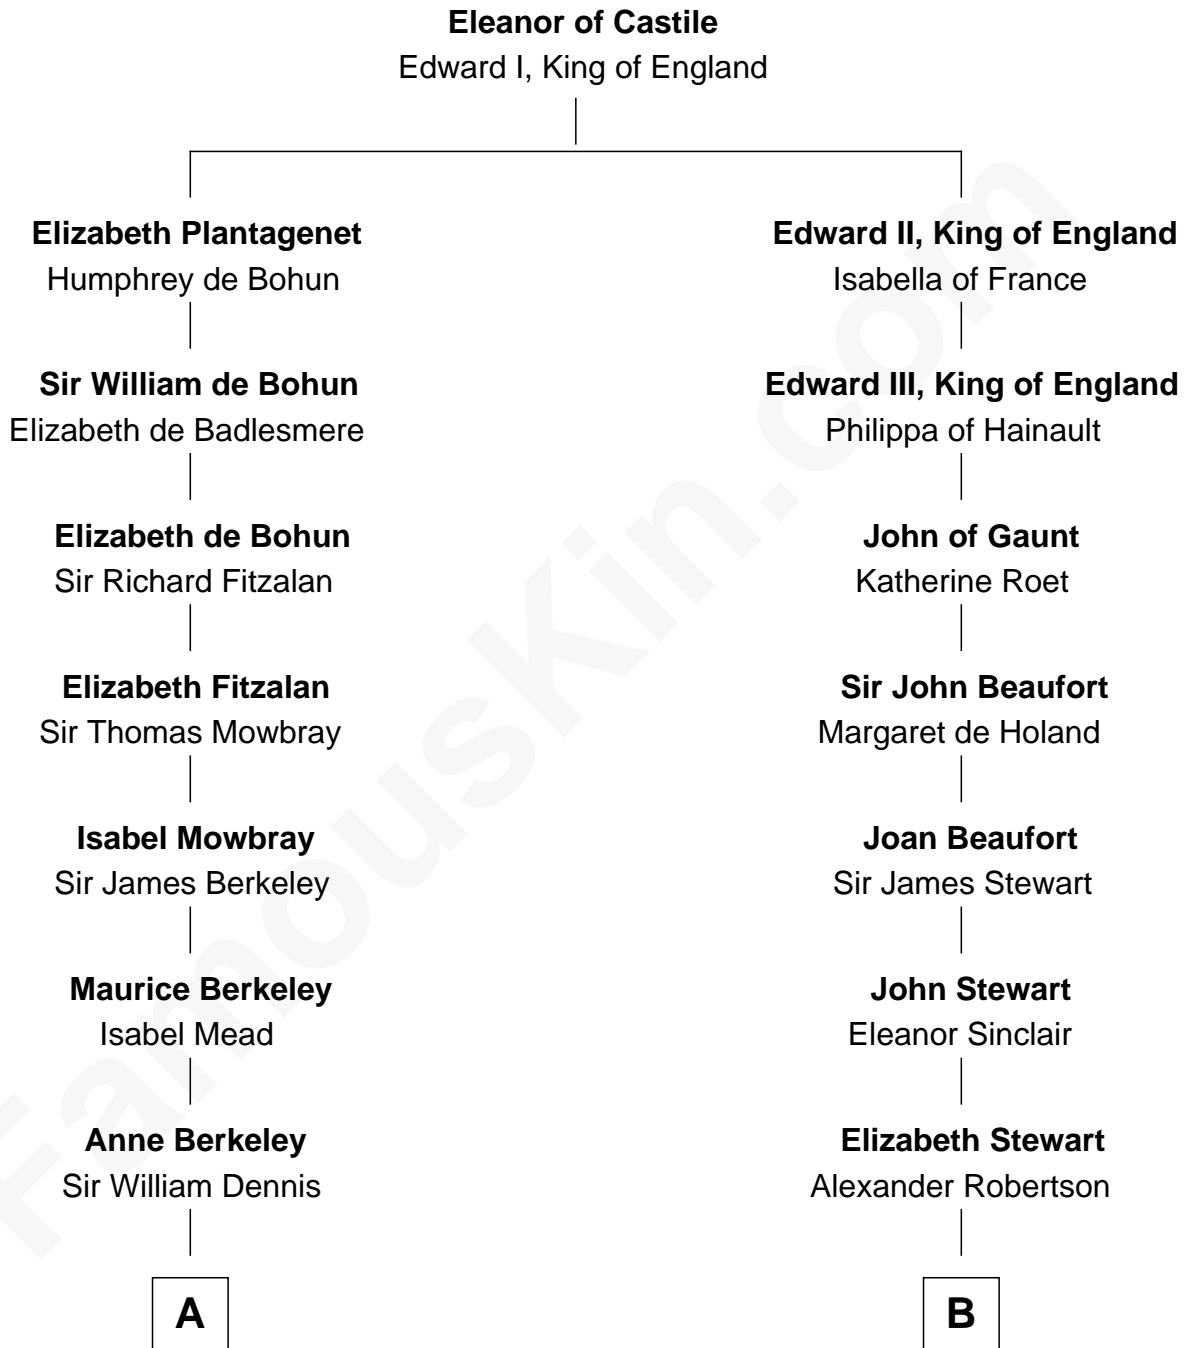 Eleanor of Castile
Edward I, King of England
Elizabeth Plantagenet
Humphrey de Bohun
Edward II, King of England
Isabella of France
Sir William de Bohun
Elizabeth de Badlesmere
Edward III, King of England
Philippa of Hainault
Elizabeth de Bohun
Sir Richard Fitzalan
John of Gaunt
Katherine Roet
Elizabeth Fitzalan
Sir Thomas Mowbray
Sir John Beaufort
Margaret de Holand
Isabel Mowbray
Sir James Berkeley
Joan Beaufort
Sir James Stewart
Maurice Berkeley
Isabel Mead
John Stewart
Eleanor Sinclair
Anne Berkeley
Sir William Dennis
Elizabeth Stewart
Alexander Robertson
A
B
FamousKin.com